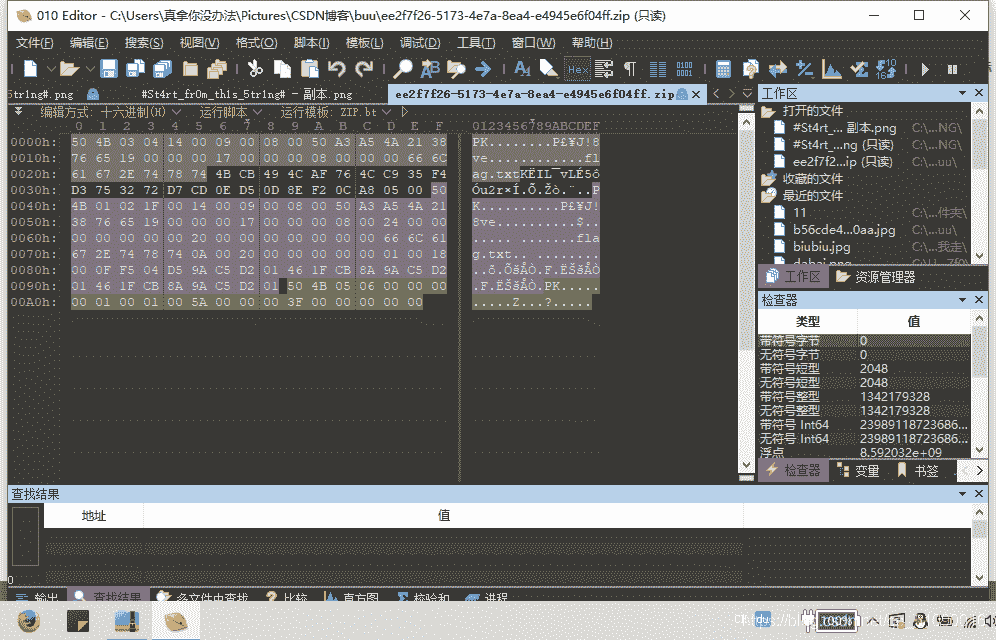 010 Editor - C:\Users\真拿你没办法\Pictures\CSDN博客\buu\ee2f7f26-5173-4e7a-8ea4-e4945e6f04ff.zip (只读)
文件(F) 编辑(E) 搜索(S) 视图(V) 格式(O) 脚本(I) 模板(L) 调试(D) 工具(T) 窗口(W) 帮助(H)
5tr1ng#.png #St4rt_fr0m_th1s_5tr1ng# - 副本.png ee2f7f26-5173-4e7a-8ea4-e4945e6f04ff.zip
编辑方式: 十六进制(H) 运行脚本 运行模板: ZIP.bt
0 1 2 3 4 5 6 7 8 9 A B C D E F 0123456789ABCDEF
0000h: 50 4B 03 04 14 00 09 00 08 00 50 A3 A5 4A 21 38 PK........P£¥J!8
0010h: 76 65 19 00 00 00 17 00 00 00 08 00 00 00 66 6C ve............fl
0020h: 61 67 2E 74 78 74 4B CB 49 4C AF 76 4C C9 35 F4 ag.txtKËIL¯vLÉ5ô
0030h: D3 75 32 72 D7 CD 0E D5 0D 8E F2 0C A8 05 00 50 Óu2r×Í.Õ.Žò.¨..P
0040h: 4B 01 02 1F 00 14 00 09 00 08 00 50 A3 A5 4A 21 K..........P£¥J!
0050h: 38 76 65 19 00 00 00 17 00 00 00 08 00 24 00 00 8ve..........$..
0060h: 00 00 00 00 00 20 00 00 00 00 00 00 00 66 6C 61 ..... .......fla
0070h: 67 2E 74 78 74 0A 00 20 00 00 00 00 00 01 00 18 g.txt.. ........
0080h: 00 0F F5 04 D5 9A C5 D2 01 46 1F CB 8A 9A C5 D2 ..õ.ÕšÅÒ.F.ËŠšÅÒ
0090h: 01 46 1F CB 8A 9A C5 D2 01 50 4B 05 06 00 00 00 .F.ËŠšÅÒ.PK.....
00A0h: 00 01 00 01 00 5A 00 00 00 3F 00 00 00 00 00 .....Z...?.....
工作区
打开的文件
#St4rt... 副本.png C:\...NG\
#St4rt...ng (只读) C:\...NG\
ee2f7f2...ip (只读) C:\...uu\
收藏的文件
最近的文件
11 C:\...件夹\
b56cde4...0aa.jpg C:\...uu\
biubiu.jpg C:\...我走\
工作区 资源管理器
检查器
类型 值
带符号字节 0
无符号字节 0
带符号短型 2048
无符号短型 2048
带符号整型 1342179328
无符号整型 1342179328
带符号 Int64 23989118723686...
无符号 Int64 23989118723686...
浮点 8.592032e+09
检查器 变量 书签
查找结果
地址 值
0
输出 查找结果 多文件中查找 比较 直方图 校验和 进程
100%